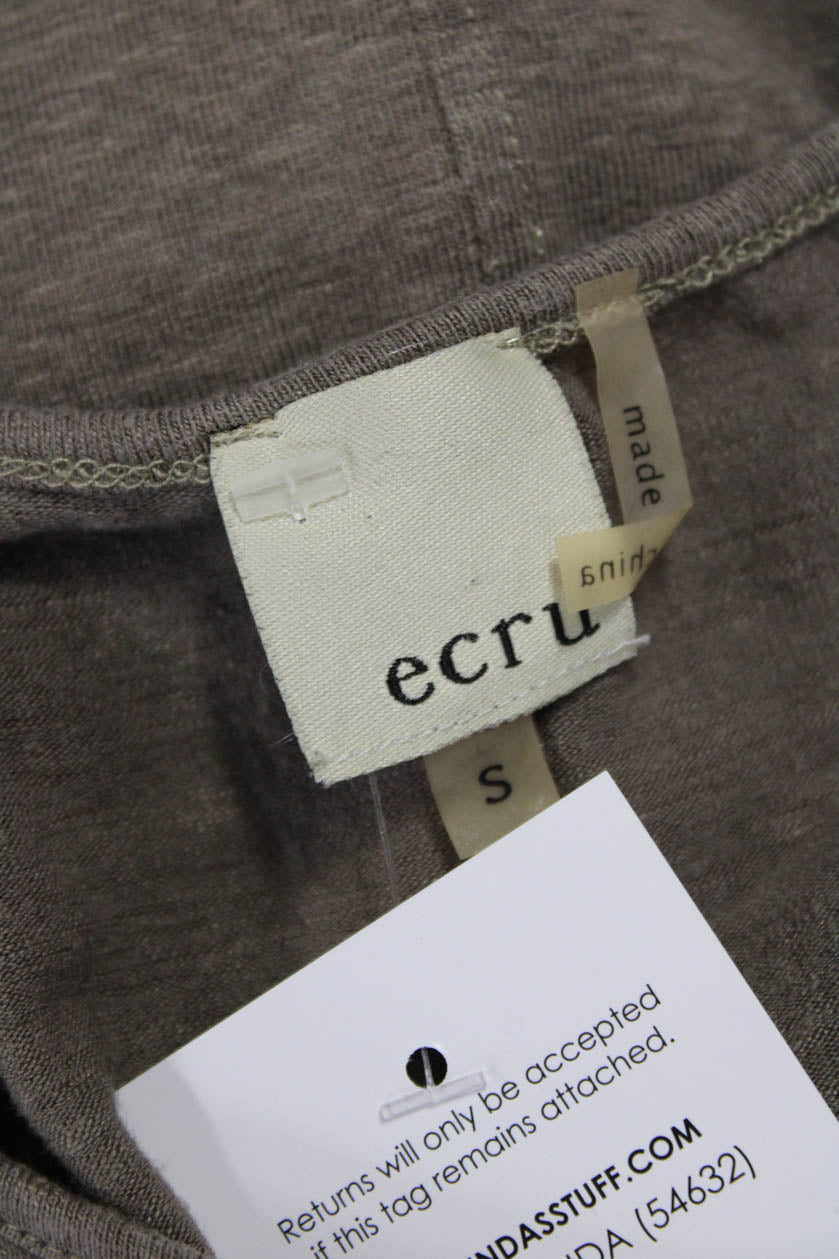 made
china
ecru
S
Returns will only be accepted
if this tag remains attached.
NDASSTUFF.COM
DA (54632)